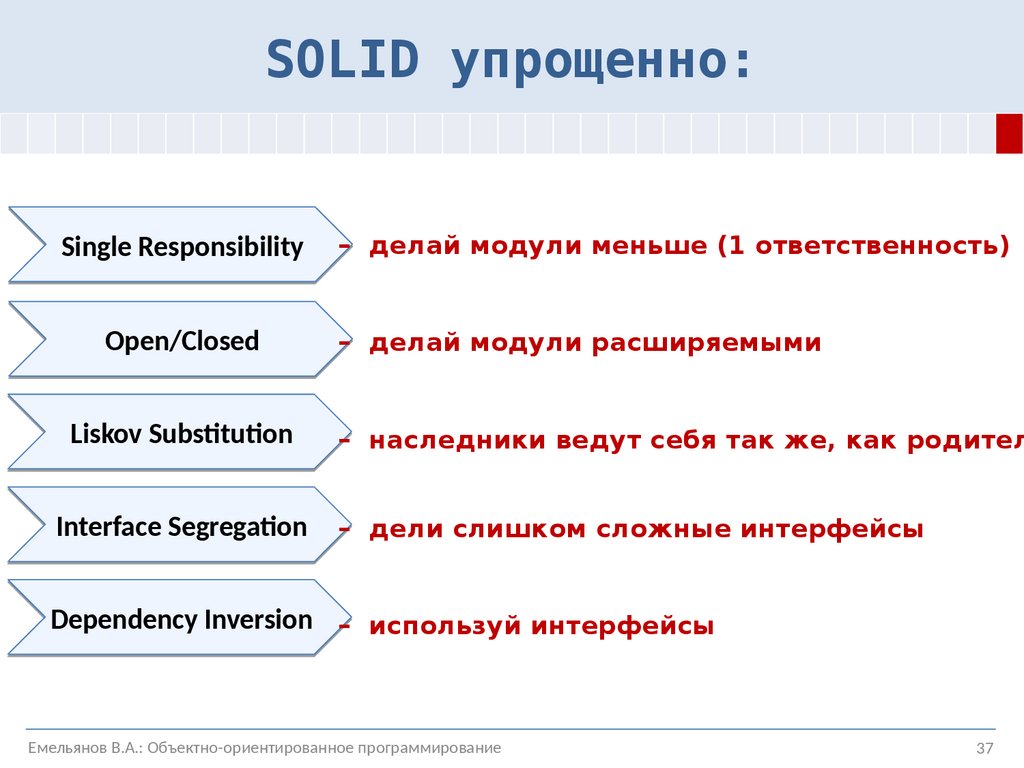 SOLID упрощенно:
Single Responsibility – делай модули меньше (1 ответственность)
Open/Closed – делай модули расширяемыми
Liskov Substitution – наследники ведут себя так же, как
Interface Segregation – дели слишком сложные интерфейсы
Dependency Inversion – используй интерфейсы
Емельянов В.А.: Объектно-ориентированное программирование 37